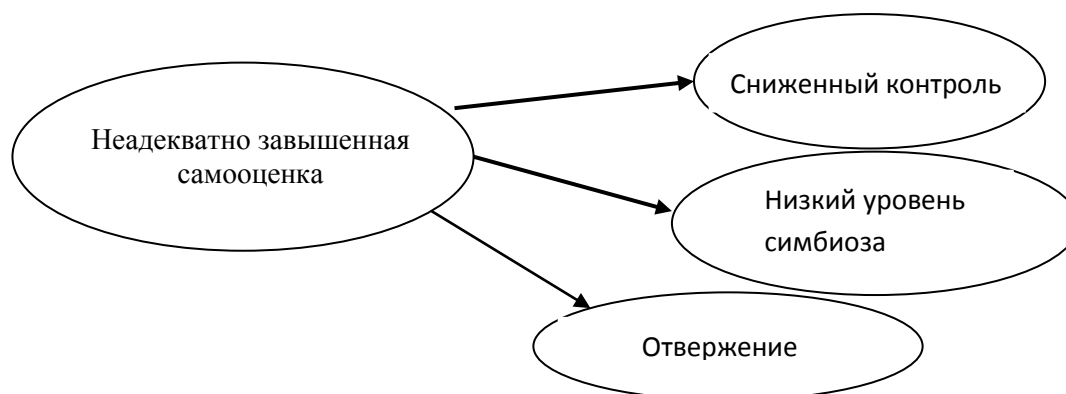 Сниженный контроль
Неадекватно завышенная
самооценка
Низкий уровень
симбиоза
Отвержение